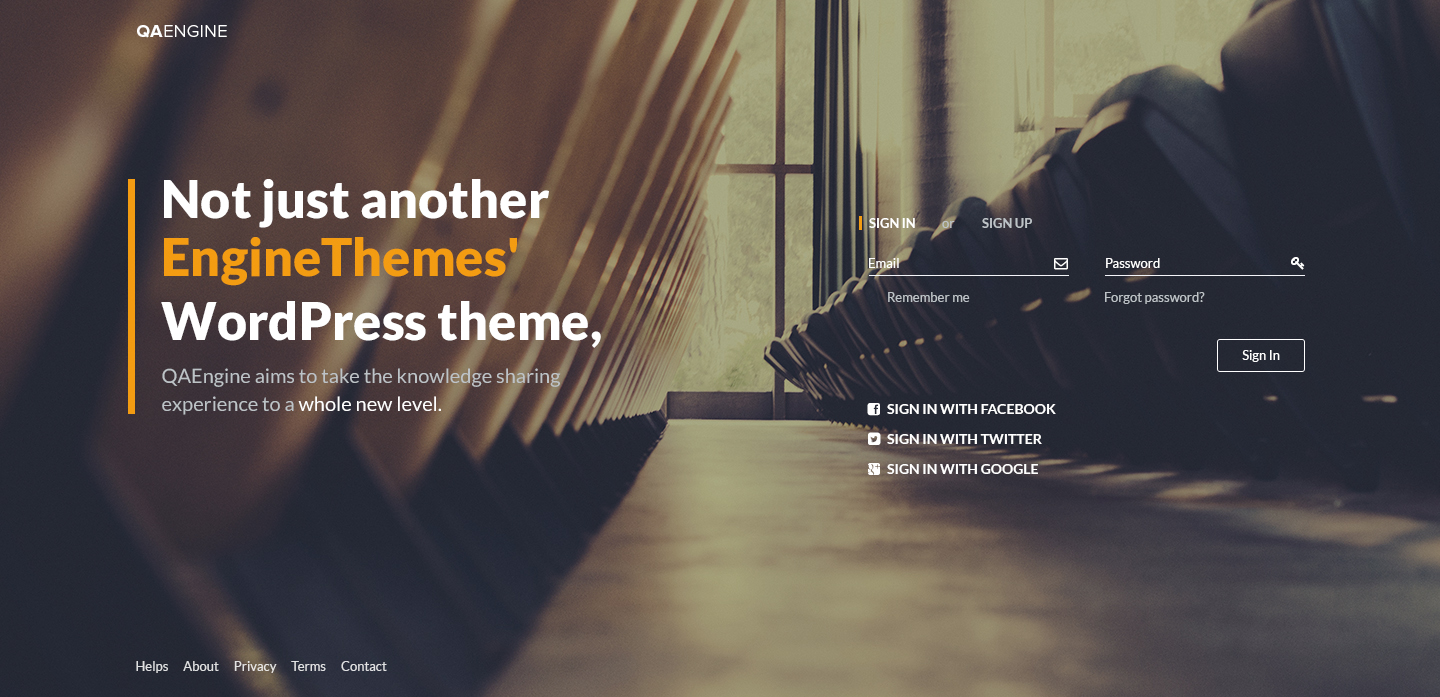 QAENGINE
Not just another
EngineThemes'
WordPress theme,
QAEngine aims to take the knowledge sharing
experience to a whole new level.
SIGN IN or SIGN UP
Email Password
Remember me Forgot password?
Sign In
SIGN IN WITH FACEBOOK
SIGN IN WITH TWITTER
SIGN IN WITH GOOGLE
Helps About Privacy Terms Contact